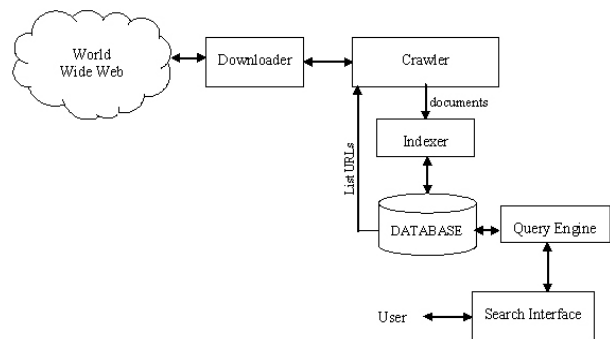 World
Wide Web
Downloader
Crawler
documents
Indexer
List URLs
DATABASE
Query Engine
User
Search Interface